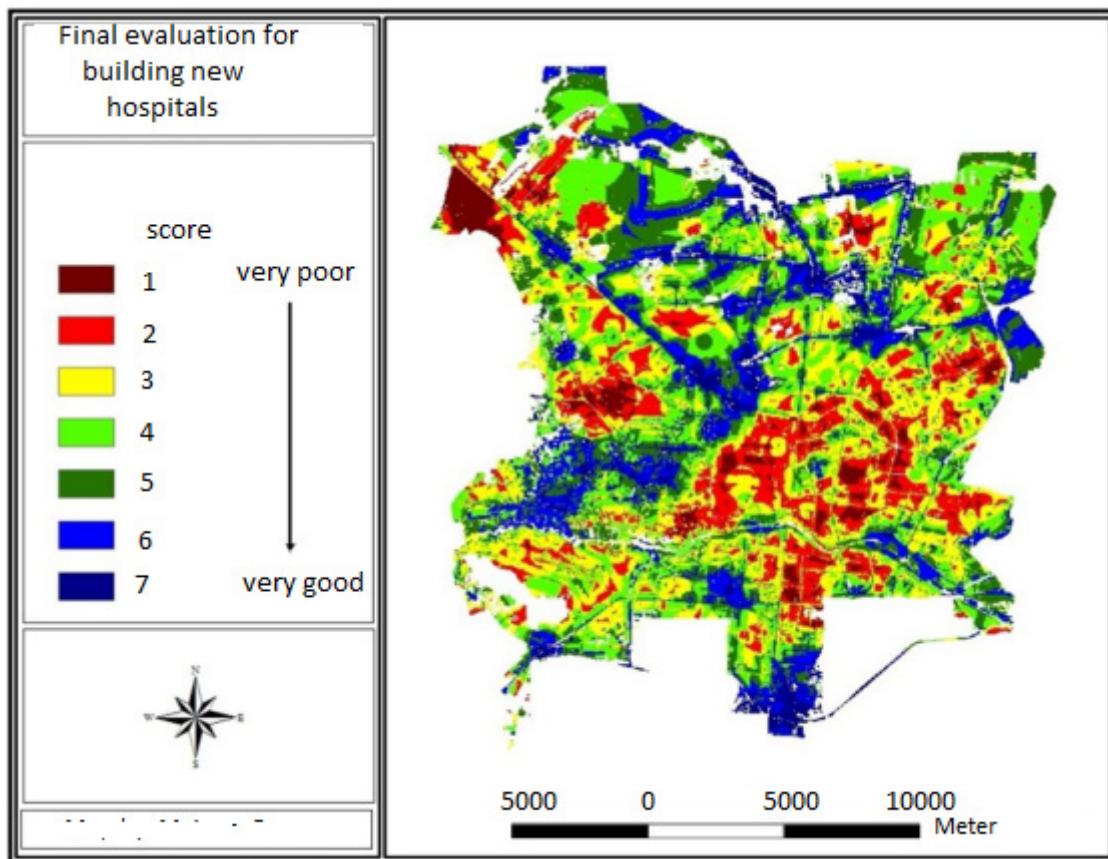 Final evaluation for
building new
hospitals
score
1 very poor
2
3
4
5
6
7 very good
N
W E
S
5000 0 5000 10000
Meter